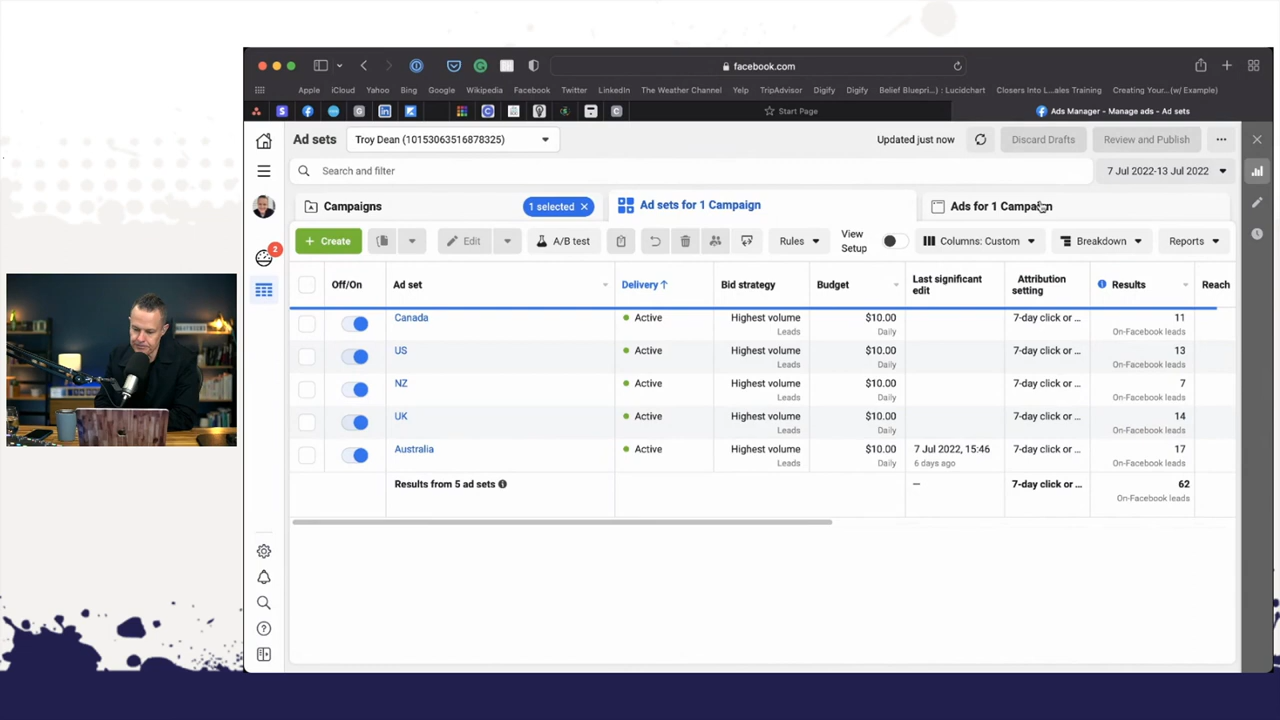 facebook.com
Apple iCloud Yahoo Bing Google Wikipedia Facebook Twitter LinkedIn The Weather Channel Yelp TripAdvisor Digify Digify Belief Bluepri...) : Lucidchart Closers Into L...ales Training Creating Your...(w/ Example)
Start Page
Ads Manager - Manage ads - Ad sets
Ad sets
Troy Dean (10153063516878325)
Updated just now
Discard Drafts
Review and Publish
Search and filter
7 Jul 2022-13 Jul 2022
Campaigns
1 selected
Ad sets for 1 Campaign
Ads for 1 Campaign
+ Create
Edit
A/B test
Rules
View Setup
Columns: Custom
Breakdown
Reports
2
Off/On
Ad set
Delivery ↑
Bid strategy
Budget
Last significant edit
Attribution setting
Results
Reach
Canada Active Highest volume $10.00 7-day click or ... 11
Leads Daily On-Facebook leads
US Active Highest volume $10.00 7-day click or ... 13
Leads Daily On-Facebook leads
NZ Active Highest volume $10.00 7-day click or ... 7
Leads Daily On-Facebook leads
UK Active Highest volume $10.00 7-day click or ... 14
Leads Daily On-Facebook leads
Australia Active Highest volume $10.00 7 Jul 2022, 15:46 7-day click or ... 17
Leads Daily 6 days ago On-Facebook leads
Results from 5 ad sets — 7-day click or ... 62
On-Facebook leads